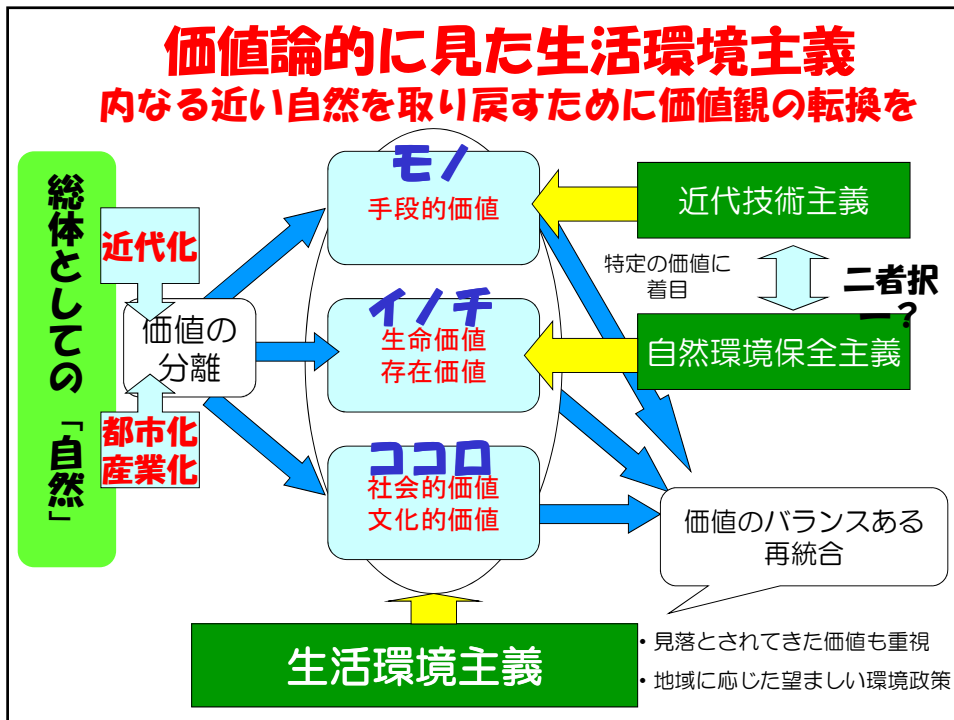 価値論的に見た生活環境主義
内なる近い自然を取り戻すために価値観の転換を
総体としての「自然」
近代化
価値の
分離
都市化
産業化
モノ
手段的価値
イノチ
生命価値
存在価値
ココロ
社会的価値
文化的価値
近代技術主義
特定の価値に
着目
二者択
一？
自然環境保全主義
価値のバランスある
再統合
生活環境主義
・見落とされてきた価値も重視
・地域に応じた望ましい環境政策